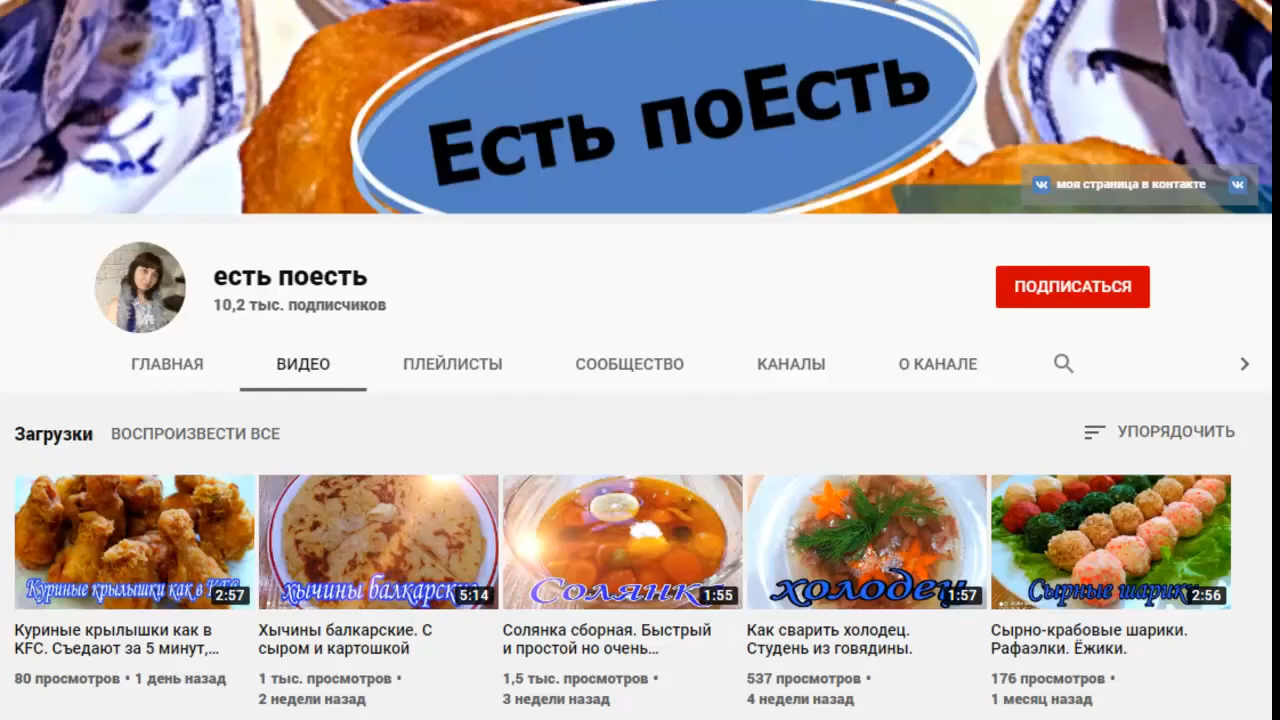 Есть поЕсть
моя страница в контакте
есть поесть
10,2 тыс. подписчиков
ПОДПИСАТЬСЯ
ГЛАВНАЯ
ВИДЕО
ПЛЕЙЛИСТЫ
СООБЩЕСТВО
КАНАЛЫ
О КАНАЛЕ
Загрузки
ВОСПРОИЗВЕСТИ ВСЕ
УПОРЯДОЧИТЬ
Куриные крылышки как в
2:57
Куриные крылышки как в
KFC. Съедают за 5 минут,...
80 просмотров • 1 день назад
хычины балкарские
5:14
Хычины балкарские. С
сыром и картошкой
1 тыс. просмотров •
2 недели назад
Солянка
1:55
Солянка сборная. Быстрый
и простой но очень...
1,5 тыс. просмотров •
3 недели назад
холодец
1:57
Как сварить холодец.
Студень из говядины.
537 просмотров •
4 недели назад
Сырные шарики
2:56
Сырно-крабовые шарики.
Рафаэлки. Ёжики.
176 просмотров •
1 месяц назад